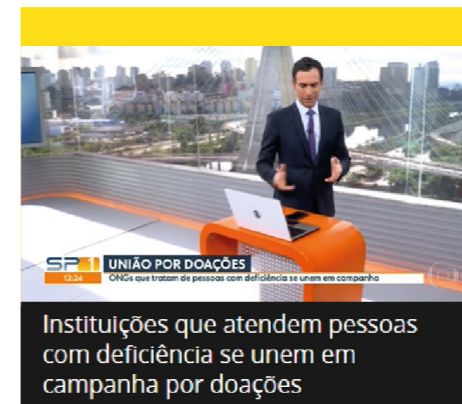 SP1 UNIÃO POR DOAÇÕES
12:24 ONGs que tratam de pessoas com deficiência se unem em campanha
Instituições que atendem pessoas
com deficiência se unem em
campanha por doações